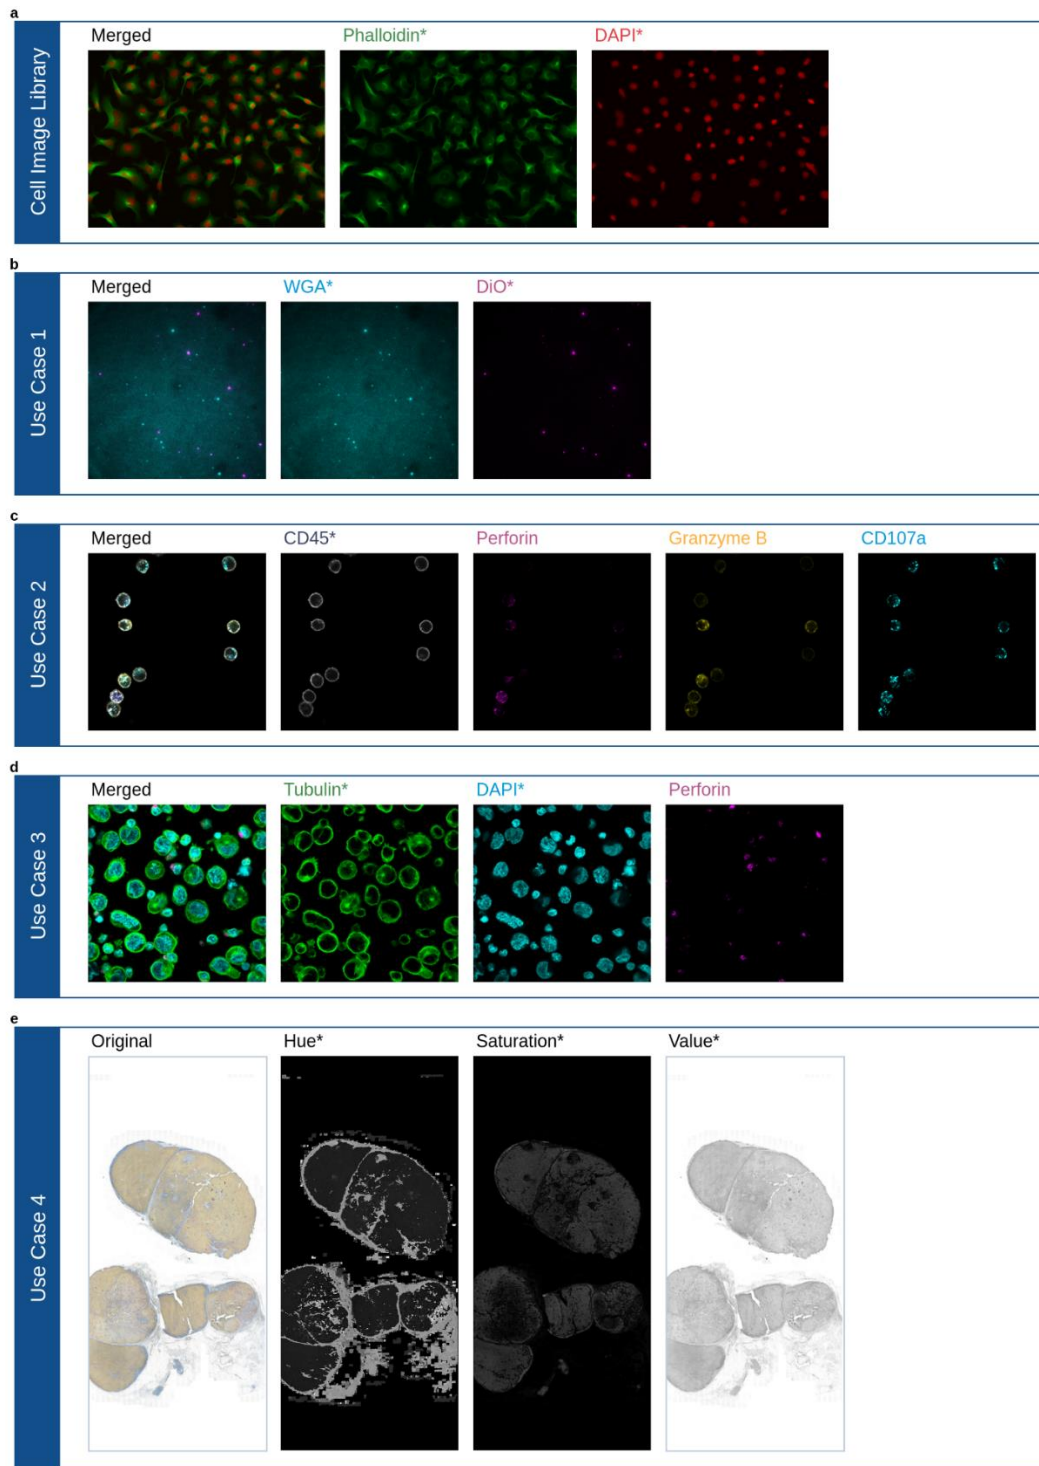 a
Cell Image Library
Merged
Phalloidin*
DAPI*
b
Use Case 1
Merged
WGA*
DiO*
c
Use Case 2
Merged
CD45*
Perforin
Granzyme B
CD107a
d
Use Case 3
Merged
Tubulin*
DAPI*
Perforin
e
Use Case 4
Original
Hue*
Saturation*
Value*